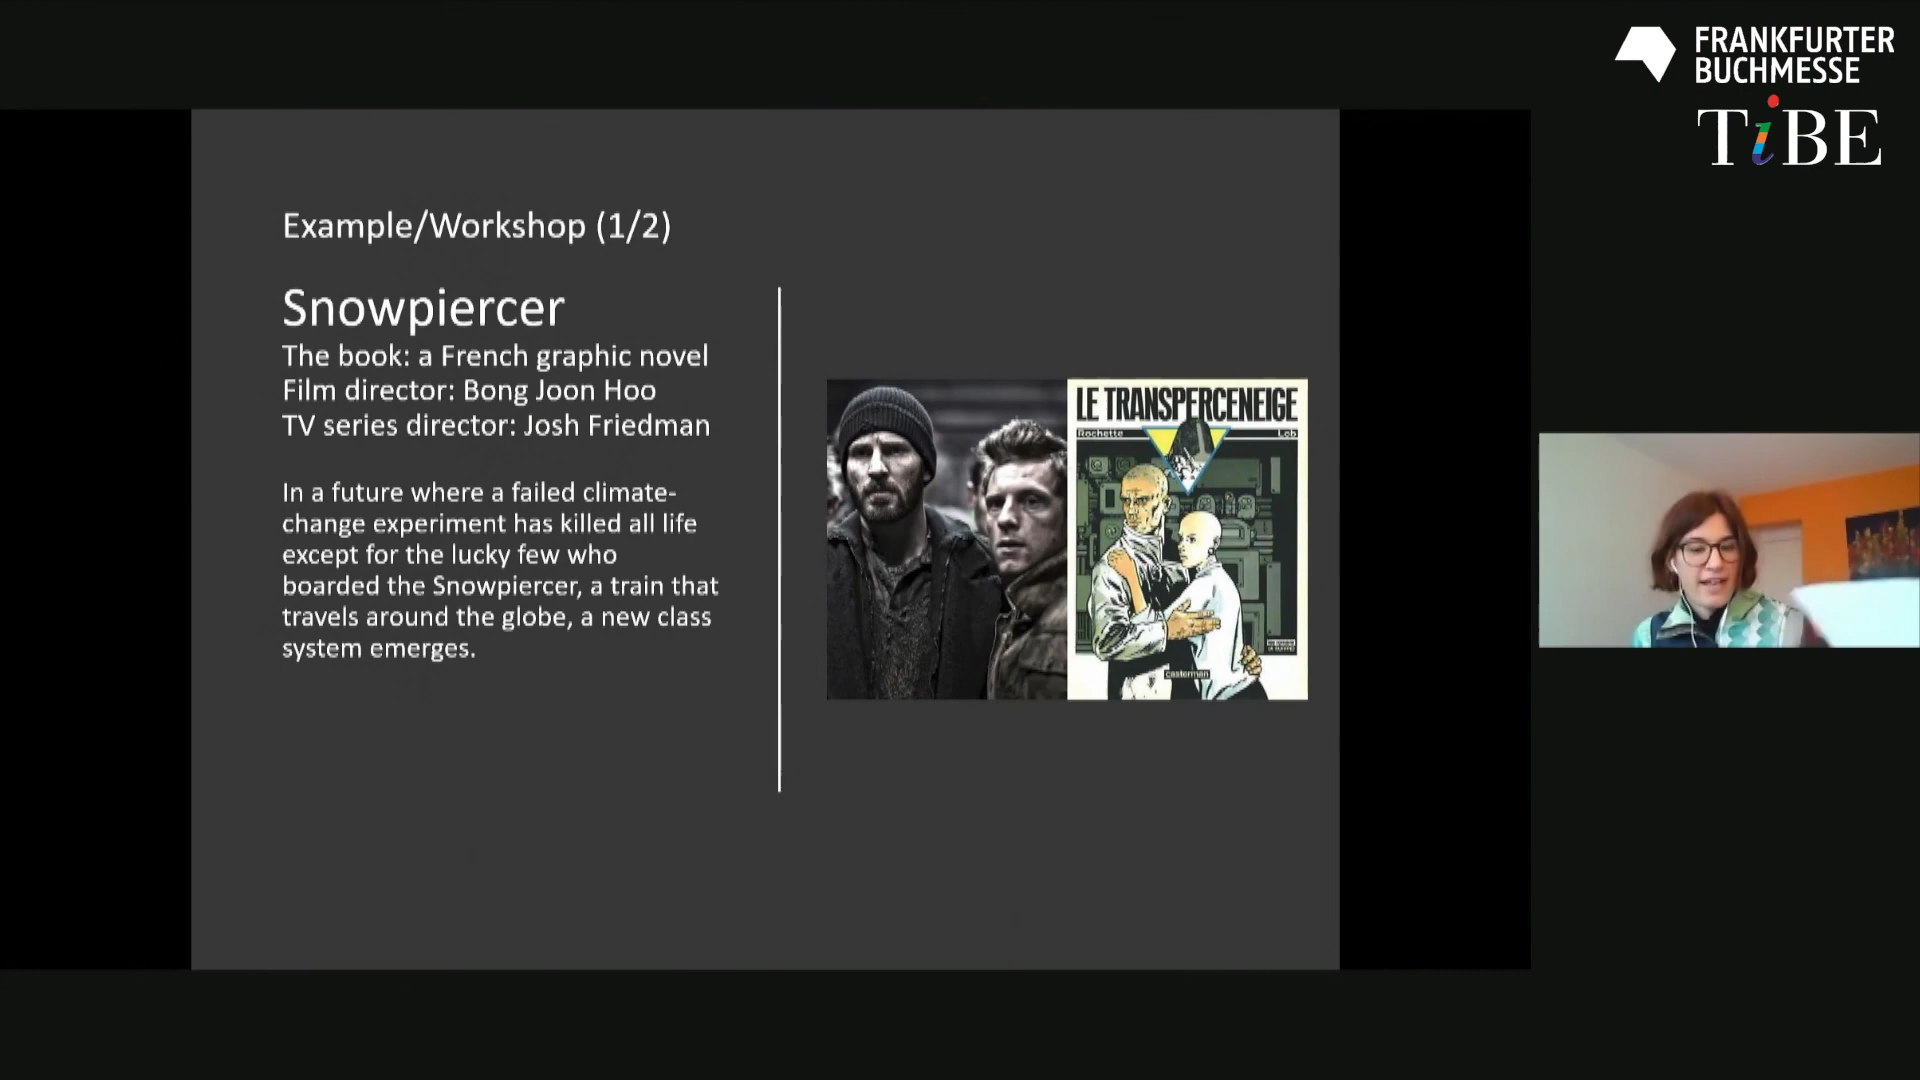 FRANKFURTER
BUCHMESSE
TiBE
Example/Workshop (1/2)
Snowpiercer
The book: a French graphic novel
Film director: Bong Joon Hoo
TV series director: Josh Friedman
In a future where a failed climate-
change experiment has killed all life
except for the lucky few who
boarded the Snowpiercer, a train that
travels around the globe, a new class
system emerges.
LE TRANSPERCENEIGE
Rochette Lob
casterman